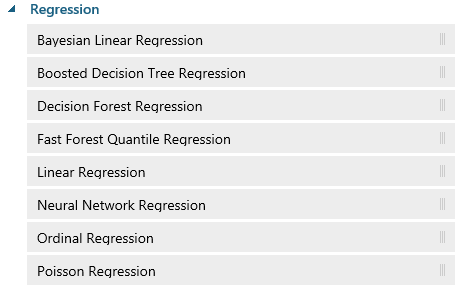 Regression
Bayesian Linear Regression
Boosted Decision Tree Regression
Decision Forest Regression
Fast Forest Quantile Regression
Linear Regression
Neural Network Regression
Ordinal Regression
Poisson Regression